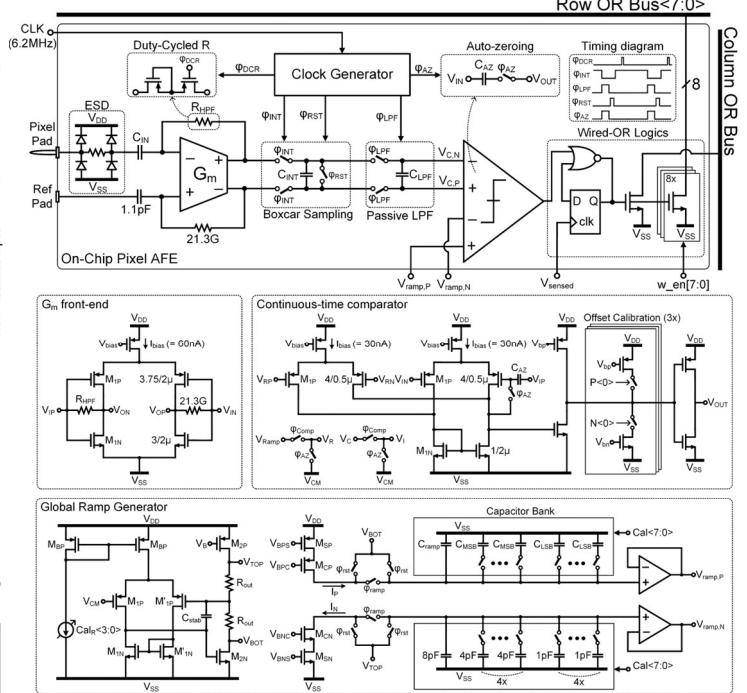 Row OR Bus<7:0>
CLK
(6.2MHz)
Duty-Cycled R
φDCR
φDCR
Clock Generator
φAZ
Auto-zeroing
VIN
CAZ
φAZ
VOUT
Timing diagram
φDCR
φINT
φLPF
φRST
φAZ
8
Column OR Bus
ESD
VDD
VSS
Pixel
Pad
Ref
Pad
CIN
1.1pF
RHPF
Gm
21.3G
φINT
φRST
φLPF
φINT
CINT
φRST
φINT
Boxcar Sampling
φLPF
CLPF
φLPF
Passive LPF
VC,N
VC,P
Wired-OR Logics
D Q
clk
8x
VSS
VSS
On-Chip Pixel AFE
Vramp,P
Vramp,N
Vsensed
w_en[7:0]
Gm front-end
VDD
Vbias
Ibias (= 60nA)
M1P
3.75/2μ
VIP
RHPF
VON
VOP
21.3G
VIN
M1N
3/2μ
VSS
Continuous-time comparator
VDD
Vbias
Ibias (= 30nA)
VRP
M1P
4/0.5μ
VRN
VDD
Vbias
Ibias (= 30nA)
VIN
M1P
4/0.5μ
CAZ
VIP
φAZ
VDD
Vbp
φComp
VRamp
VR
φAZ
VCM
φComp
VC
VI
φAZ
VCM
M1N
1/2μ
VSS
Offset Calibration (3x)
VDD
Vbp
P<0>
N<0>
Vbn
VSS
VDD
VOUT
VSS
Global Ramp Generator
VDD
MBP
MBP
VB
M2P
VTOP
Rout
VCM
M1P
M'1P
Cstab
Rout
VBOT
CalR<3:0>
M1N
M'1N
M2N
VSS
VDD
VBPS
MSP
VBPC
MCP
VBOT
φrst
φrst
φramp
IP
IN
φramp
VBNC
MCN
φrst
φrst
VBNS
MSN
VTOP
VSS
Capacitor Bank
VSS
Cramp
CMSB
CMSB
CLSB
CLSB
Cal<7:0>
Vramp,P
Vramp,N
8pF
4pF
4pF
1pF
1pF
VSS
4x
4x
Cal<7:0>